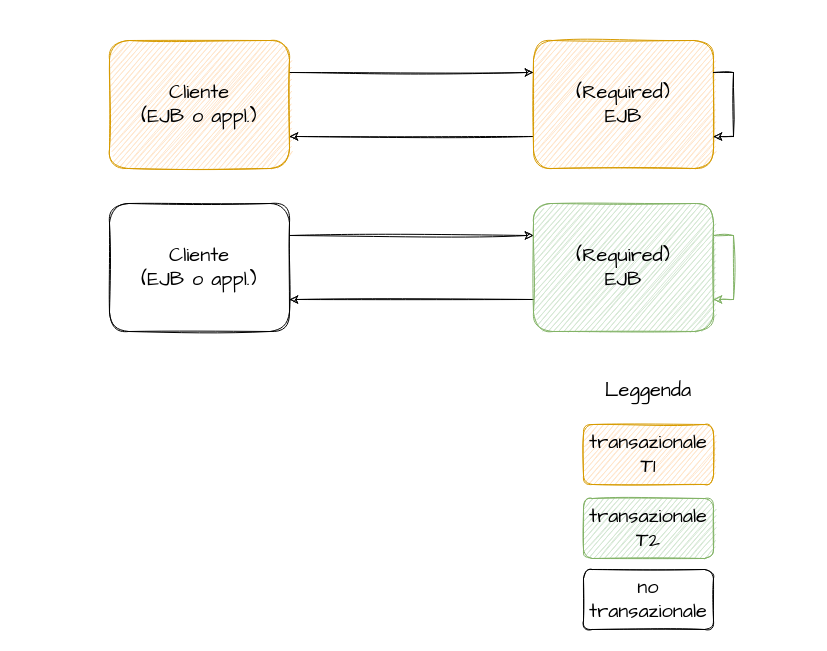 Cliente
(EJB o appl.)
(Required)
EJB
Cliente
(EJB o appl.)
(Required)
EJB
Leggenda
transazionale
T1
transazionale
T2
no
transazionale